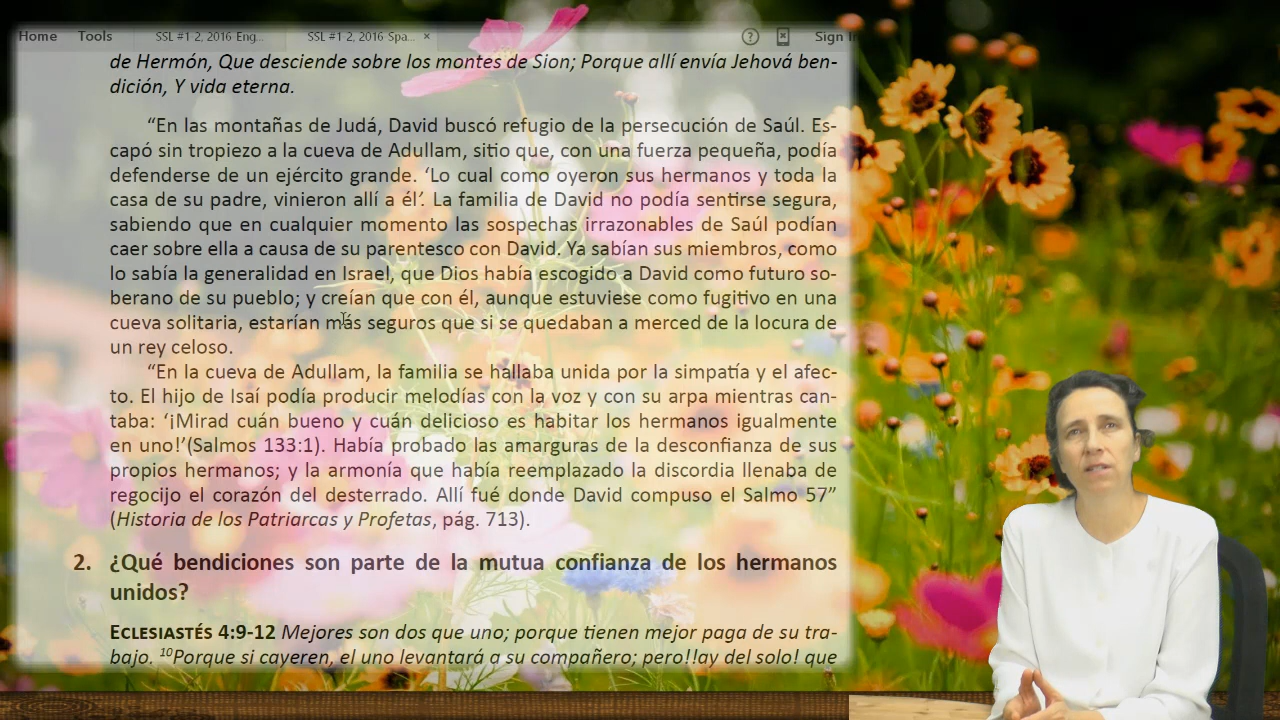 Home Tools SSL #1 2, 2016 Eng... SSL #1 2, 2016 Spa... × Sign In
de Hermón, Que desciende sobre los montes de Sion; Porque allí envía Jehová ben-
dición, Y vida eterna.
“En las montañas de Judá, David buscó refugio de la persecución de Saúl. Es-
capó sin tropiezo a la cueva de Adullam, sitio que, con una fuerza pequeña, podía
defenderse de un ejército grande. ‘Lo cual como oyeron sus hermanos y toda la
casa de su padre, vinieron allí a él’. La familia de David no podía sentirse segura,
sabiendo que en cualquier momento las sospechas irrazonables de Saúl podían
caer sobre ella a causa de su parentesco con David. Ya sabían sus miembros, como
lo sabía la generalidad en Israel, que Dios había escogido a David como futuro so-
berano de su pueblo; y creían que con él, aunque estuviese como fugitivo en una
cueva solitaria, estarían más seguros que si se quedaban a merced de la locura de
un rey celoso.
“En la cueva de Adullam, la familia se hallaba unida por la simpatía y el afec-
to. El hijo de Isaí podía producir melodías con la voz y con su arpa mientras can-
taba: ‘¡Mirad cuán bueno y cuán delicioso es habitar los hermanos igualmente
en uno!’(Salmos 133:1). Había probado las amarguras de la desconfianza de sus
propios hermanos; y la armonía que había reemplazado la discordia llenaba de
regocijo el corazón del desterrado. Allí fué donde David compuso el Salmo 57”
(Historia de los Patriarcas y Profetas, pág. 713).
2. ¿Qué bendiciones son parte de la mutua confianza de los hermanos
unidos?
ECLESIASTÉS 4:9-12 Mejores son dos que uno; porque tienen mejor paga de su tra-
bajo. 10Porque si cayeren, el uno levantará a su compañero; pero!!ay del solo! que